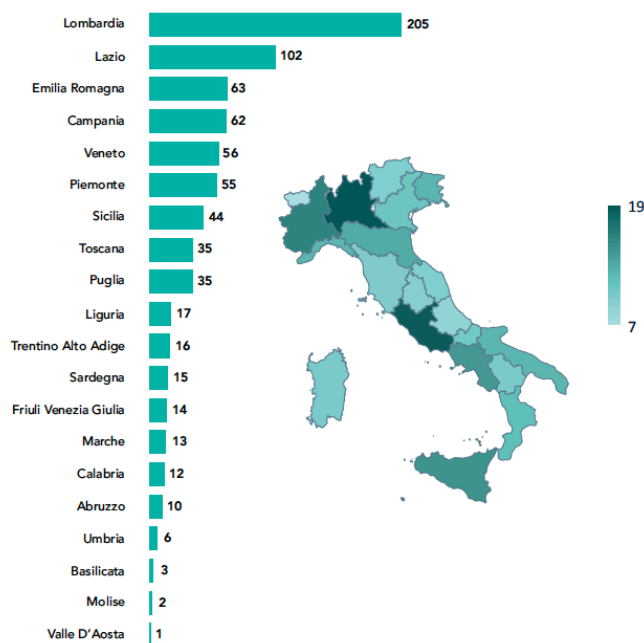 Lombardia 205
Lazio 102
Emilia Romagna 63
Campania 62
Veneto 56
Piemonte 55
Sicilia 44
Toscana 35
Puglia 35
Liguria 17
Trentino Alto Adige 16
Sardegna 15
Friuli Venezia Giulia 14
Marche 13
Calabria 12
Abruzzo 10
Umbria 6
Basilicata 3
Molise 2
Valle D'Aosta 1
19
7